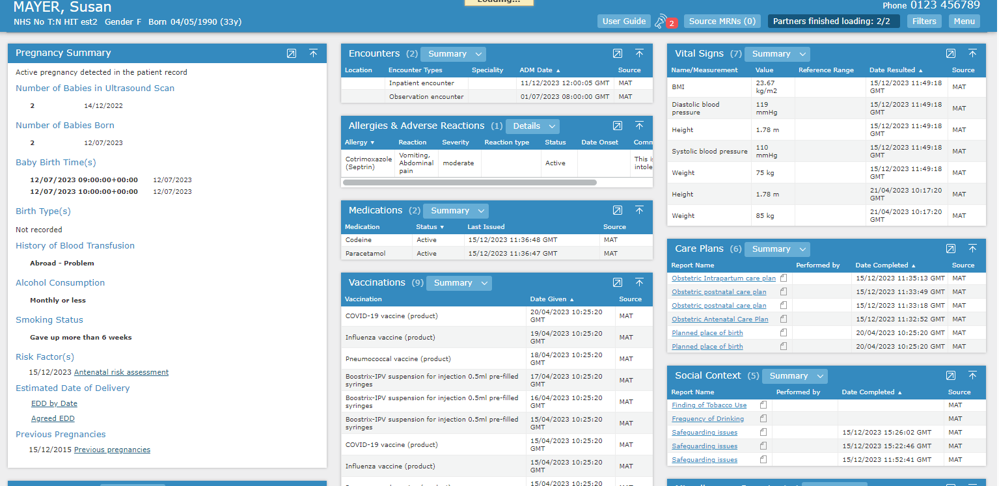 MAYER, Susan
Loading...
Phone 0123 456789
NHS No T:N HIT est2 Gender F Born 04/05/1990 (33y)
User Guide 2 Source MRNs (0) Partners finished loading: 2/2 Filters Menu
Pregnancy Summary
Active pregnancy detected in the patient record
Number of Babies in Ultrasound Scan
2 14/12/2022
Number of Babies Born
2 12/07/2023
Baby Birth Time(s)
12/07/2023 09:00:00+00:00 12/07/2023
12/07/2023 10:00:00+00:00 12/07/2023
Birth Type(s)
Not recorded
History of Blood Transfusion
Abroad - Problem
Alcohol Consumption
Monthly or less
Smoking Status
Gave up more than 6 weeks
Risk Factor(s)
15/12/2023 Antenatal risk assessment
Estimated Date of Delivery
EDD by Date
Agreed EDD
Previous Pregnancies
15/12/2015 Previous pregnancies
Encounters (2) Summary
Location Encounter Types Speciality ADM Date ▲ Source
Inpatient encounter 11/12/2023 12:00:05 GMT MAT
Observation encounter 01/07/2023 08:00:00 GMT MAT
Allergies & Adverse Reactions (1) Details
Allergy ▼ Reaction Severity Reaction type Status Date Onset Comm
Cotrimoxazole (Septrin) Vomiting, Abdominal pain moderate Active This is intole
Medications (2) Summary
Medication Status ▼ Last Issued Source
Codeine Active 15/12/2023 11:36:48 GMT MAT
Paracetamol Active 15/12/2023 11:36:47 GMT MAT
Vaccinations (9) Summary
Vaccination Date Given ▲ Source
COVID-19 vaccine (product) 20/04/2023 10:25:20 GMT MAT
Influenza vaccine (product) 19/04/2023 10:25:20 GMT MAT
Pneumococcal vaccine (product) 18/04/2023 10:25:20 GMT MAT
Boostrix-IPV suspension for injection 0.5ml pre-filled syringes 17/04/2023 10:25:20 GMT MAT
Boostrix-IPV suspension for injection 0.5ml pre-filled syringes 16/04/2023 10:25:20 GMT MAT
Boostrix-IPV suspension for injection 0.5ml pre-filled syringes 15/04/2023 10:25:20 GMT MAT
COVID-19 vaccine (product) 15/04/2023 10:25:20 GMT MAT
Influenza vaccine (product) 15/04/2023 10:25:20 GMT MAT
15/04/2023 10:25:20
Vital Signs (7) Summary
Name/Measurement Value Reference Range Date Resulted ▲ Source
BMI 23.67 kg/m2 15/12/2023 11:49:18 GMT MAT
Diastolic blood pressure 119 mmHg 15/12/2023 11:49:18 GMT MAT
Height 1.78 m 15/12/2023 11:49:18 GMT MAT
Systolic blood pressure 110 mmHg 15/12/2023 11:49:18 GMT MAT
Weight 75 kg 15/12/2023 11:49:18 GMT MAT
Height 1.78 m 21/04/2023 10:17:20 GMT MAT
Weight 85 kg 21/04/2023 10:17:20 GMT MAT
Care Plans (6) Summary
Report Name Performed by Date Completed ▲ Source
Obstetric Intrapartum care plan 15/12/2023 11:35:13 GMT MAT
Obstetric postnatal care plan 15/12/2023 11:33:49 GMT MAT
Obstetric postnatal care plan 15/12/2023 11:33:18 GMT MAT
Obstetric Antenatal Care Plan 15/12/2023 11:32:52 GMT MAT
Planned place of birth 20/04/2023 10:25:20 GMT MAT
Planned place of birth 20/04/2023 10:25:20 GMT MAT
Social Context (5) Summary
Report Name Performed by Date Completed ▲ Source
Finding of Tobacco Use MAT
Frequency of Drinking MAT
Safeguarding issues 15/12/2023 15:26:02 GMT MAT
Safeguarding issues 15/12/2023 15:22:46 GMT MAT
Safeguarding issues 15/12/2023 11:52:41 GMT MAT